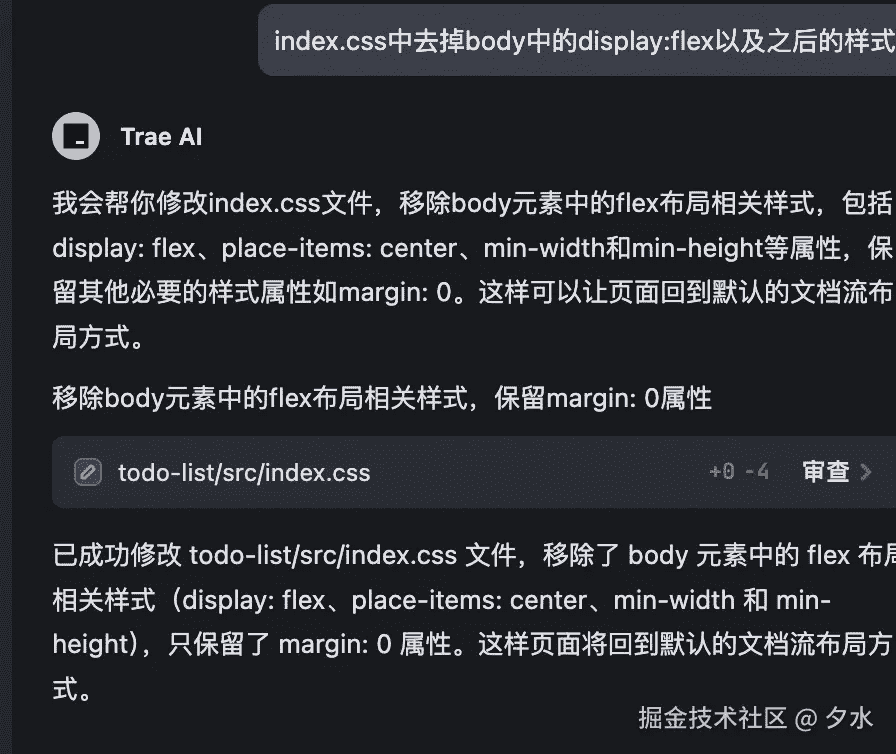 index.css中去掉body中的display:flex以及之后的样式
Trae AI
我会帮你修改index.css文件，移除body元素中的flex布局相关样式，包括
display: flex、place-items: center、min-width和min-height等属性，保
留其他必要的样式属性如margin: 0。这样可以让页面回到默认的文档流布
局方式。
移除body元素中的flex布局相关样式，保留margin: 0属性
todo-list/src/index.css +0 -4 审查
已成功修改 todo-list/src/index.css 文件，移除了 body 元素中的 flex 布局
相关样式（display: flex、place-items: center、min-width 和 min-
height），只保留了 margin: 0 属性。这样页面将回到默认的文档流布局方
式。
掘金技术社区 @ 夕水